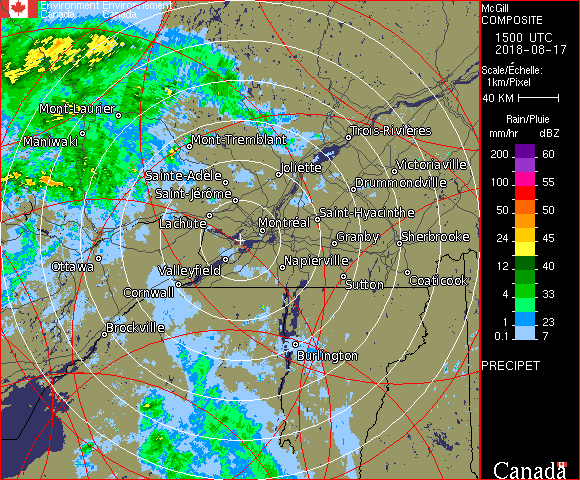 Environment Environnement
Canada Canada
McGill
COMPOSITE
1500 UTC
2018-08-17
Scale/Échelle:
1km/Pixel
40 KM
Rain/Pluie
mm/hr dBZ
200 60
100 55
50 50
24 45
12 40
4 33
1 23
0.1 7
PRECIPET
Canada
Mont-Laurier
Maniwaki
Mont-Tremblant
Trois-Rivières
Sainte-Adèle
Joliette
Victoriaville
Saint-Jérôme
Drummondville
Lachute
Montréal
Saint-Hyacinthe
Granby
Sherbrooke
Ottawa
Valleyfield
Napierville
Cornwall
Sutton
Coaticook
Brockville
Burlington